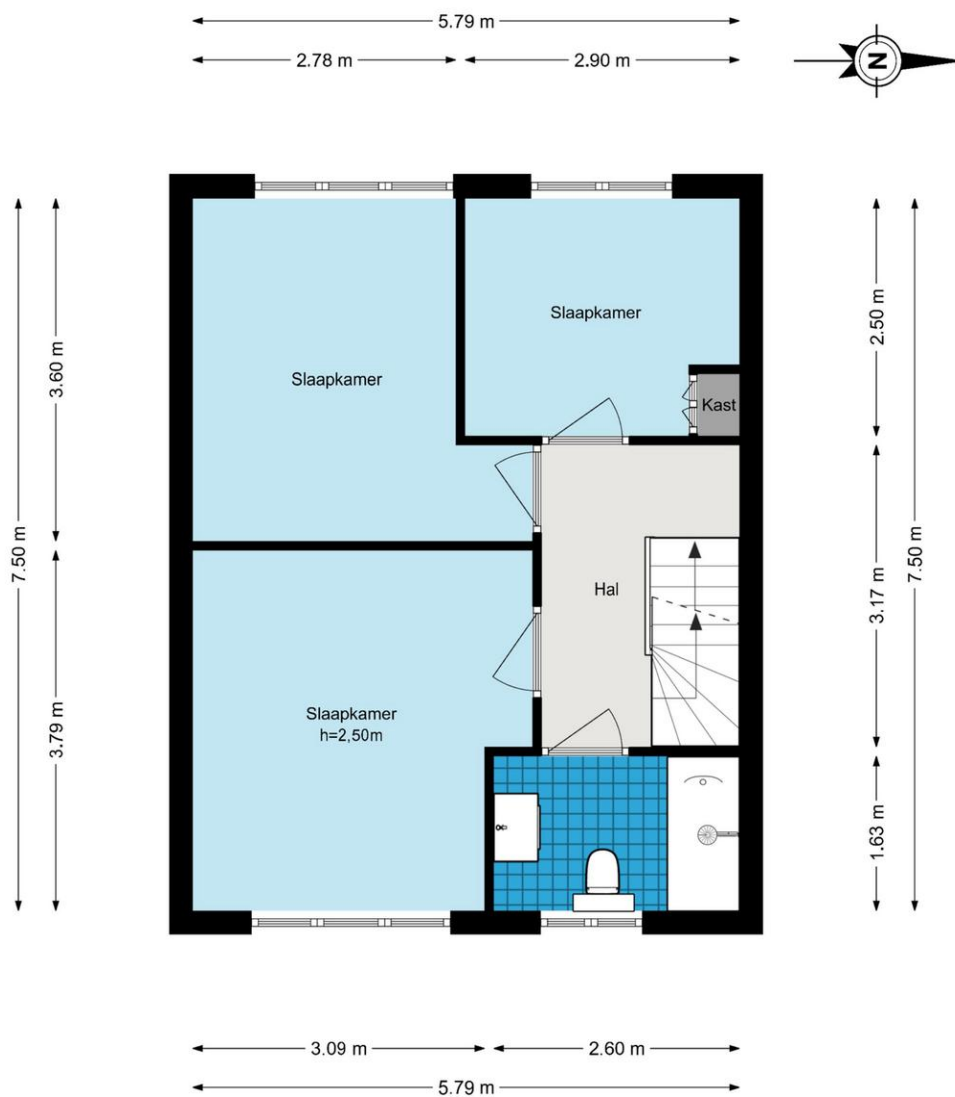 5.79 m
2.78 m
2.90 m
N
7.50 m
3.60 m
3.79 m
2.50 m
3.17 m
1.63 m
7.50 m
Slaapkamer
Slaapkamer
Kast
Hal
Slaapkamer
h=2,50m
3.09 m
2.60 m
5.79 m